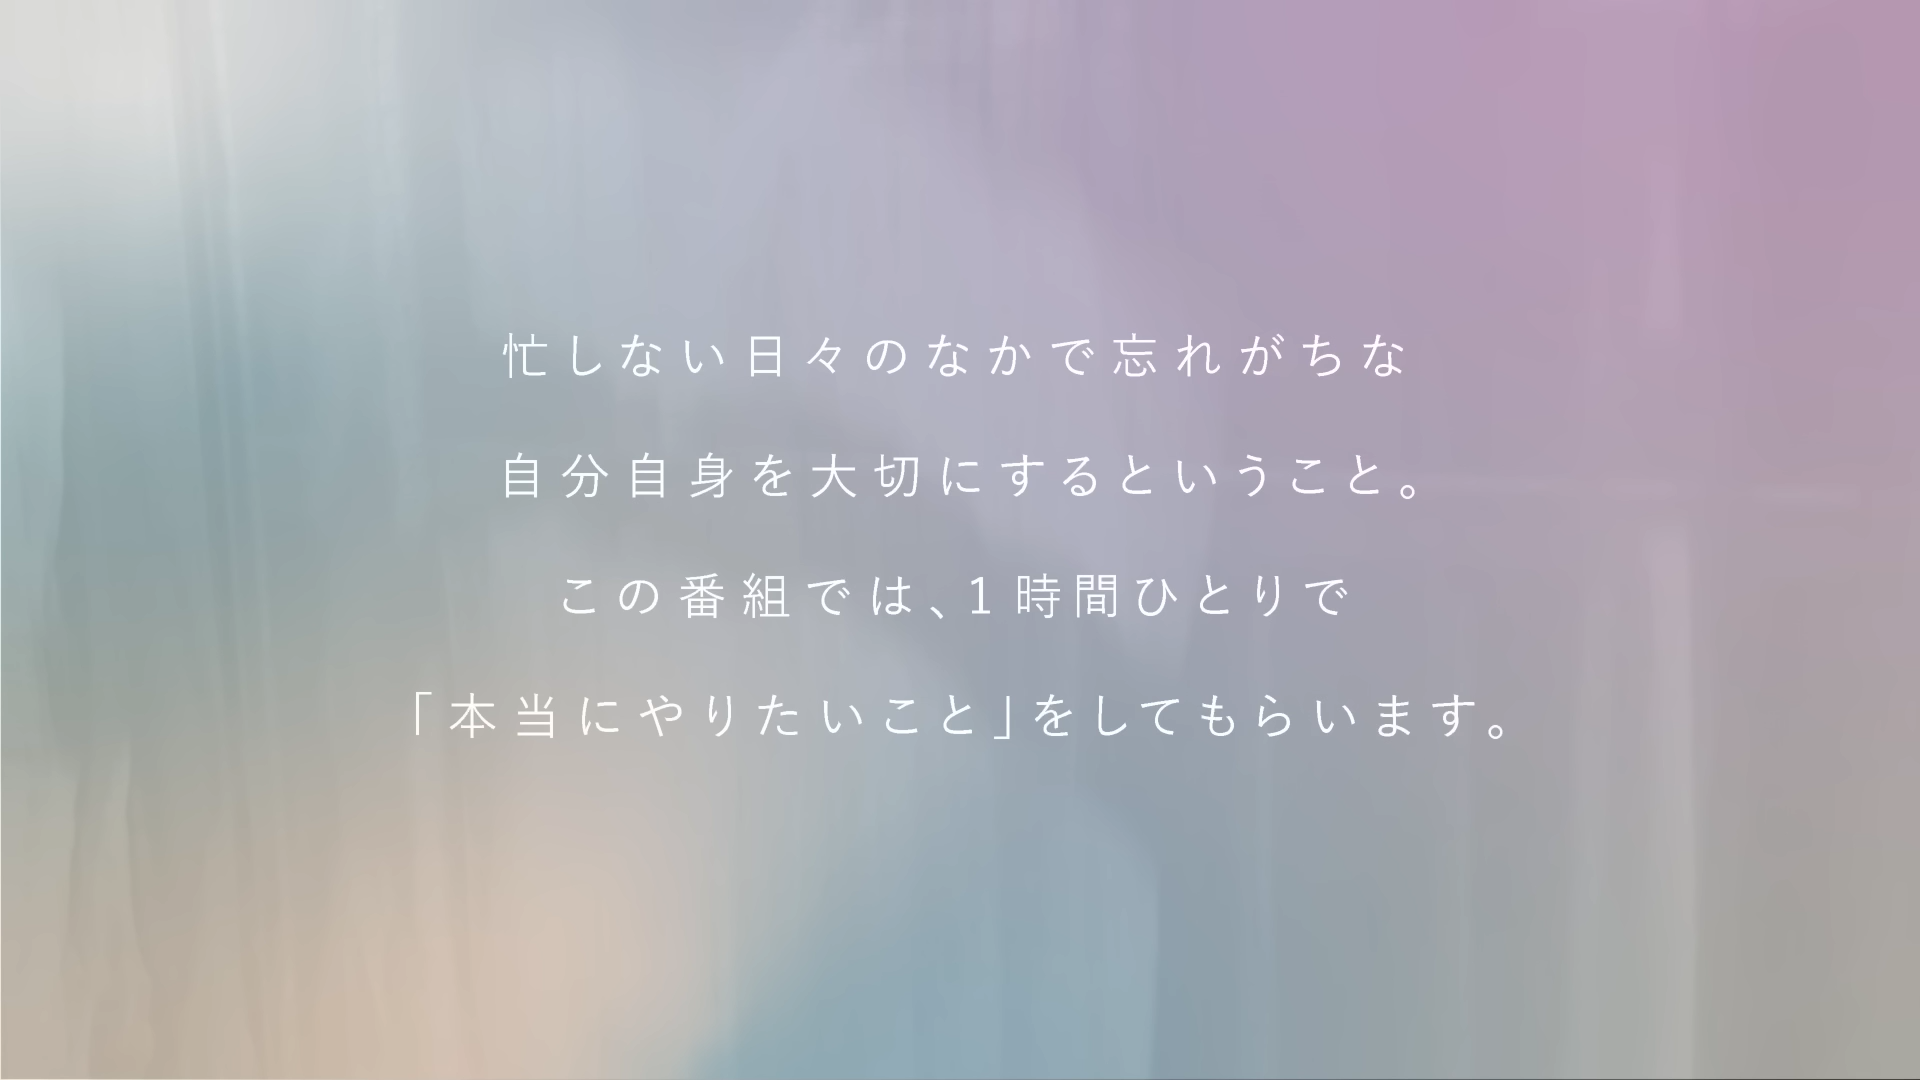 忙しない日々のなかで忘れがちな
自分自身を大切にするということ。
この番組では、1時間ひとりで
「本当にやりたいこと」をしてもらいます。